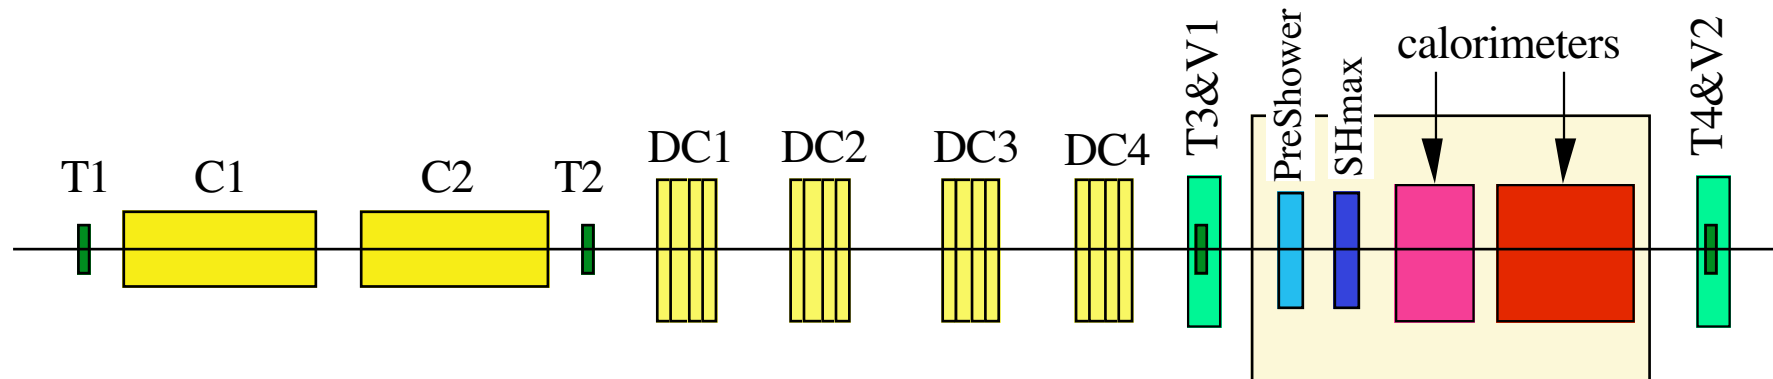 T1
C1
C2
T2
DC1
DC2
DC3
DC4
T3&V1
PreShower
SHmax
calorimeters
T4&V2